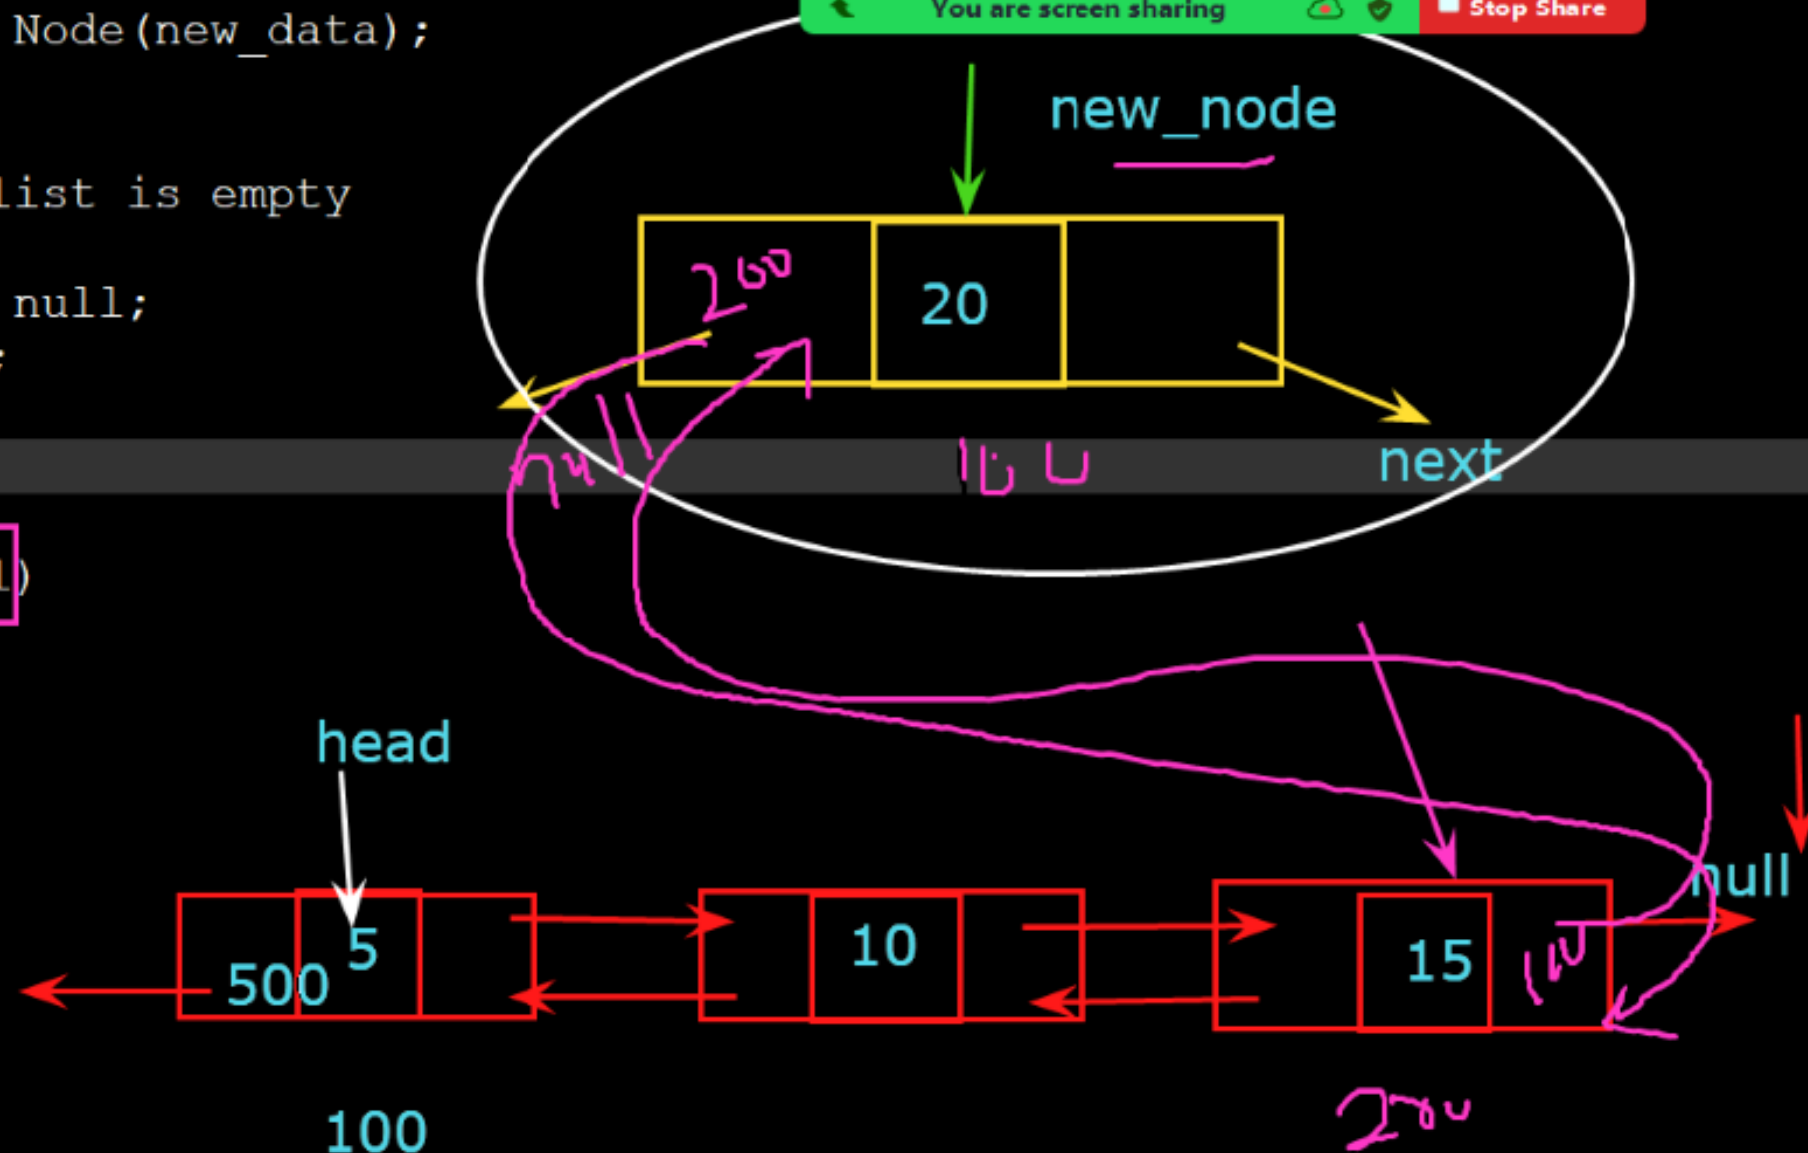 You are screen sharing
Stop Share
Node(new_data);
new_node
list is empty
200
20
null;
;
null
next
)
head
null
5
500
10
15
100
200